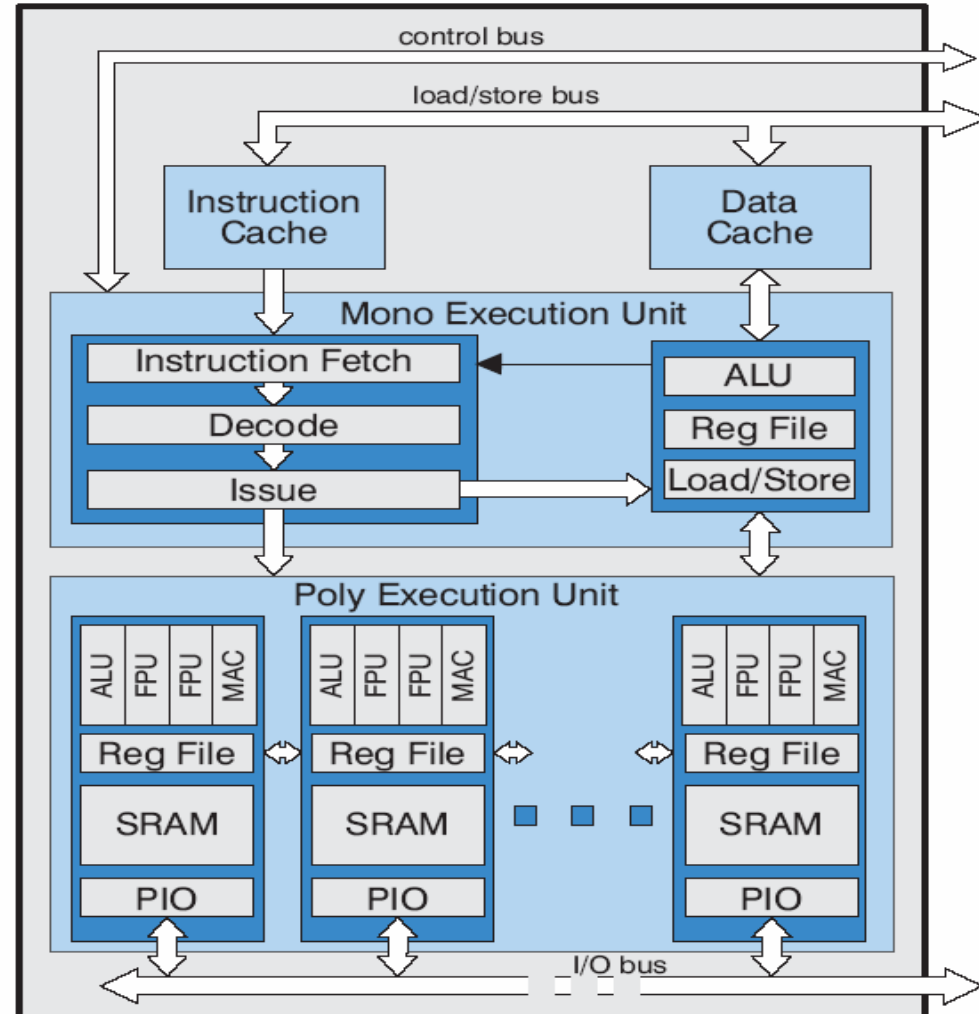 control bus
load/store bus
Instruction
Cache
Data
Cache
Mono Execution Unit
Instruction Fetch
Decode
Issue
ALU
Reg File
Load/Store
Poly Execution Unit
ALU
FPU
FPU
MAC
Reg File
SRAM
PIO
ALU
FPU
FPU
MAC
Reg File
SRAM
PIO
ALU
FPU
FPU
MAC
Reg File
SRAM
PIO
I/O bus